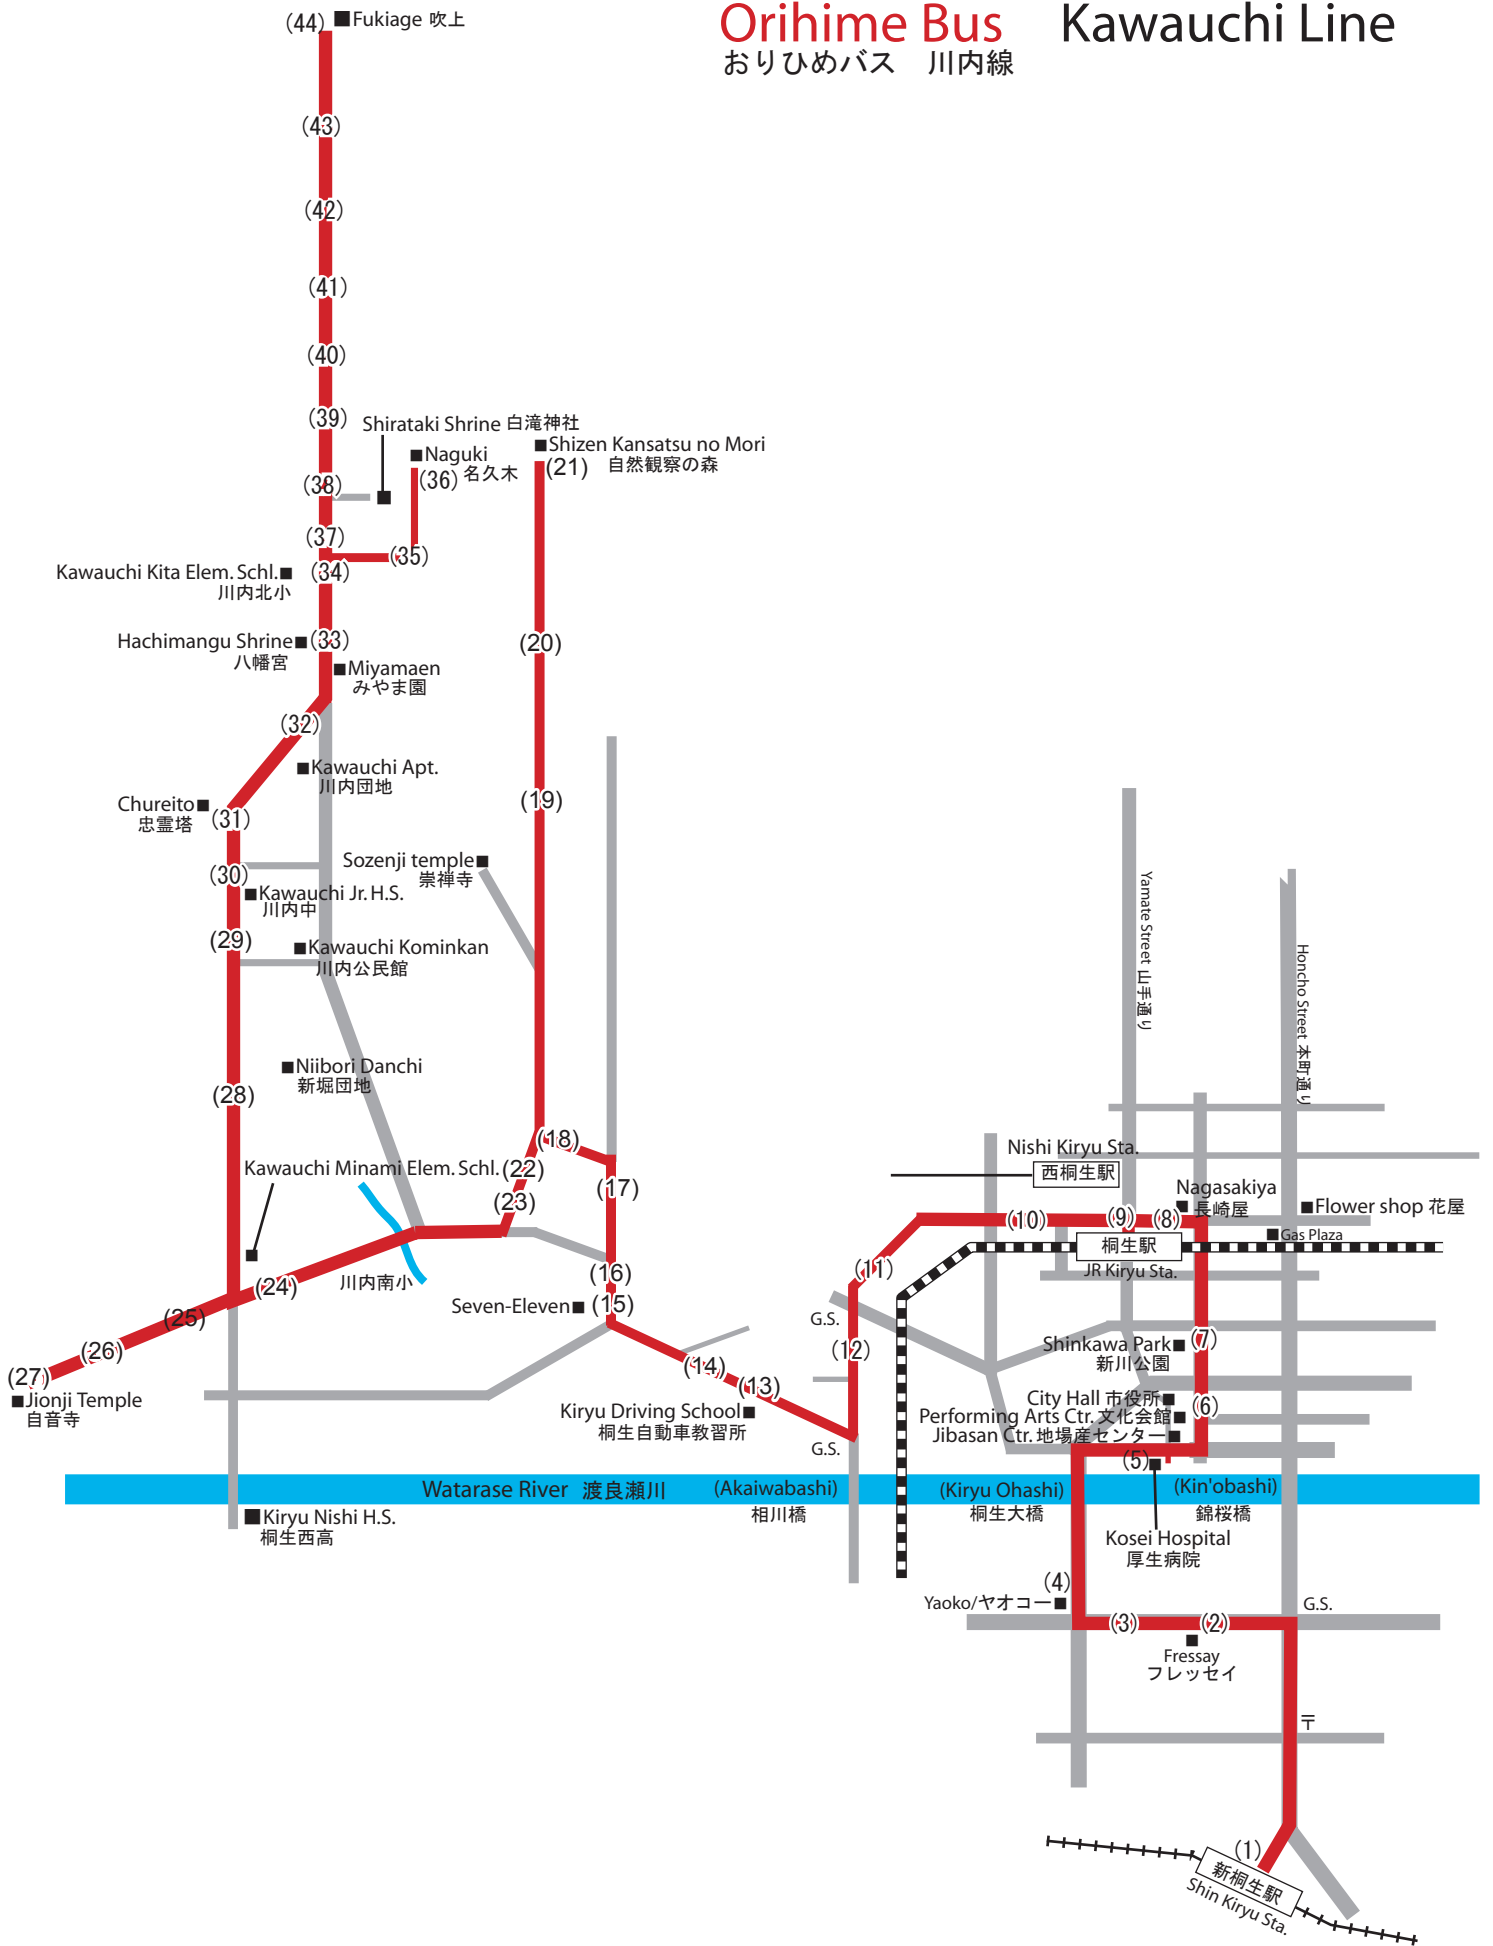 Orihime Bus Kawauchi Line
おりひめバス 川内線
(44) Fukiage 吹上
(43)
(42)
(41)
(40)
(39)
Shirataki Shrine 白滝神社
(38)
Naguki
(36) 名久木
Shizen Kansatsu no Mori
(21) 自然観察の森
(37)
(35)
Kawauchi Kita Elem. Schl. (34)
川内北小
Hachimangu Shrine (33)
八幡宮
(20)
Miyamaen
みやま園
(32)
Kawauchi Apt.
川内団地
Chureito
忠霊塔
(31)
(19)
(30)
Sozenji temple
崇禅寺
Kawauchi Jr. H.S.
川内中
(29)
Kawauchi Kominkan
川内公民館
Niibori Danchi
新堀団地
(28)
(18)
Kawauchi Minami Elem. Schl. (22)
(23)
(17)
川内南小
(24)
(16)
Seven-Eleven (15)
(25)
(26)
(27)
Jionji Temple
自音寺
(14)
(13)
Kiryu Driving School
桐生自動車教習所
Yamate Street 山手通り
Honcho Street 本町通り
Nishi Kiryu Sta.
西桐生駅
Nagasakiya
長崎屋
Flower shop 花屋
Gas Plaza
(10)
(9)
(8)
桐生駅
JR Kiryu Sta.
(11)
G.S.
(12)
Shinkawa Park (7)
新川公園
City Hall 市役所
(6)
Performing Arts Ctr. 文化会館
Jibasan Ctr. 地場産センター
G.S.
(5)
Watarase River 渡良瀬川
(Akaiwabashi)
相川橋
(Kiryu Ohashi)
桐生大橋
(Kin'obashi)
錦桜橋
Kiryu Nishi H.S.
桐生西高
Kosei Hospital
厚生病院
(4)
Yaoko/ヤオコー
G.S.
(3)
(2)
Fressay
フレッセイ
〒
(1)
新桐生駅
Shin Kiryu Sta.